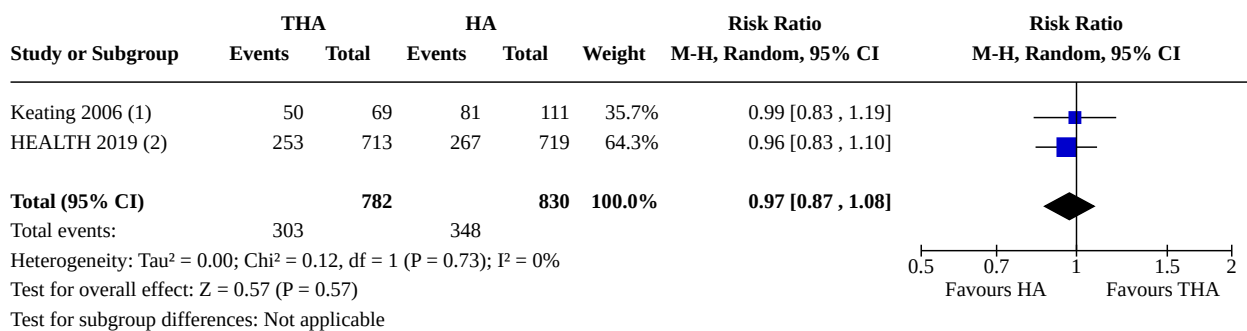 THA HA Risk Ratio Risk Ratio
Study or Subgroup Events Total Events Total Weight M-H, Random, 95% CI M-H, Random, 95% CI
Keating 2006 (1) 50 69 81 111 35.7% 0.99 [0.83 , 1.19]
HEALTH 2019 (2) 253 713 267 719 64.3% 0.96 [0.83 , 1.10]
Total (95% CI) 782 830 100.0% 0.97 [0.87 , 1.08]
Total events: 303 348
Heterogeneity: Tau² = 0.00; Chi² = 0.12, df = 1 (P = 0.73); I² = 0%
Test for overall effect: Z = 0.57 (P = 0.57)
Test for subgroup differences: Not applicable
0.5 0.7 1 1.5 2
Favours HA Favours THA